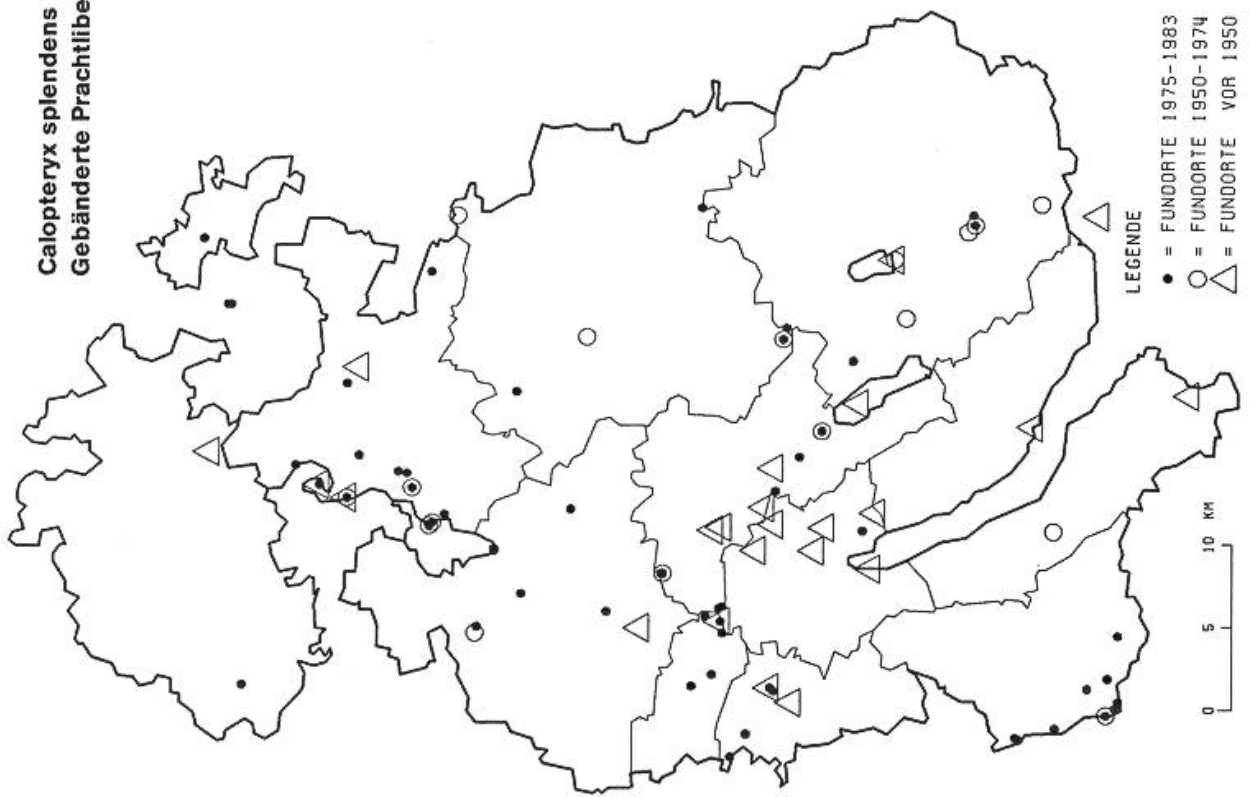 Calopteryx splendens
Gebänderte Prachtlibe
LEGENDE
= FUNDORTE 1975-1983
= FUNDORTE 1950-1974
= FUNDORTE VOR 1950
0 5 10 KM